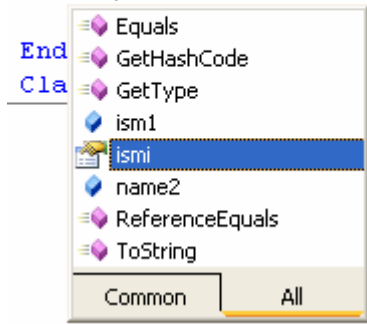 Equals
End
GetHashCode
Cla
GetType
ism1
ismi
name2
ReferenceEquals
ToString
Common
All